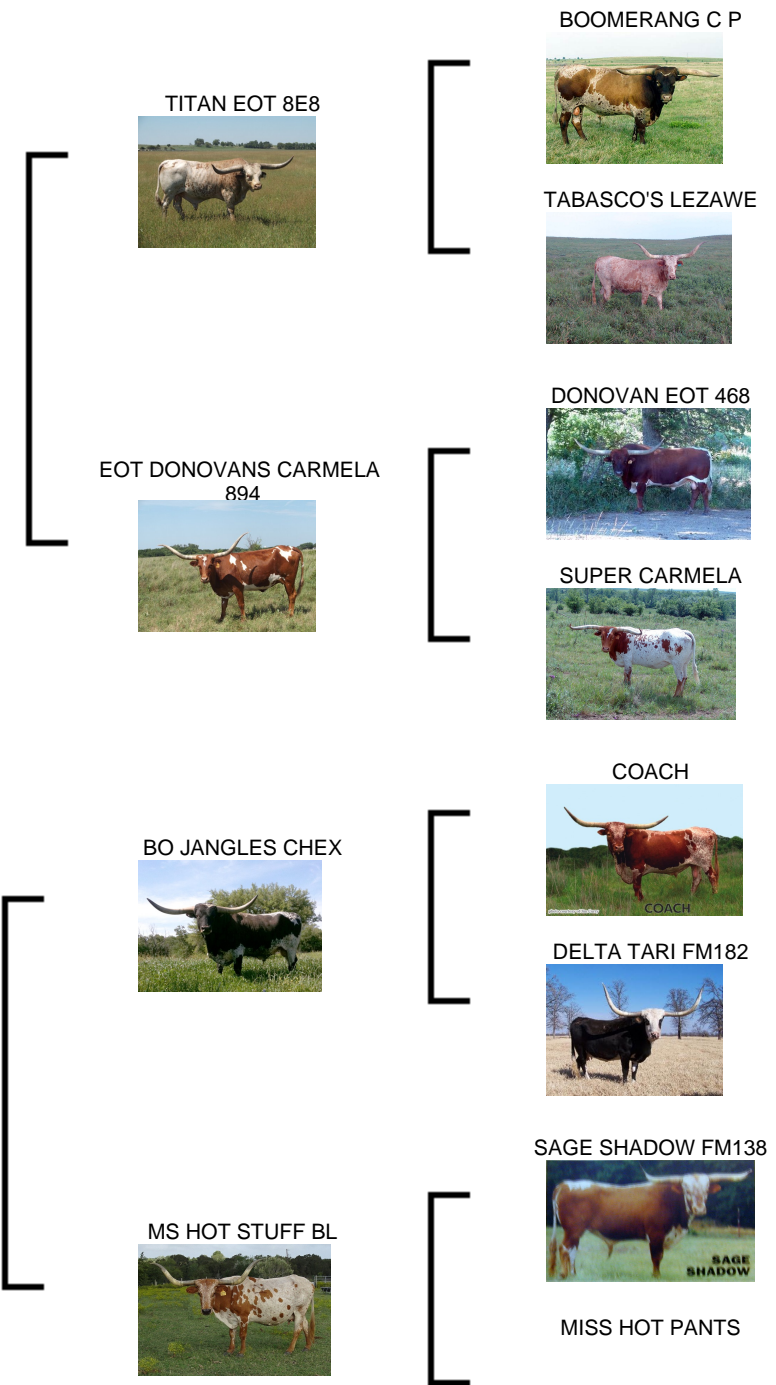 BOOMERANG C P
TITAN EOT 8E8
TABASCO'S LEZAWE
DONOVAN EOT 468
EOT DONOVANS CARMELA
894
SUPER CARMELA
COACH
COACH
BO JANGLES CHEX
DELTA TARI FM182
SAGE SHADOW FM138
SAGE
SHADOW
MS HOT STUFF BL
MISS HOT PANTS